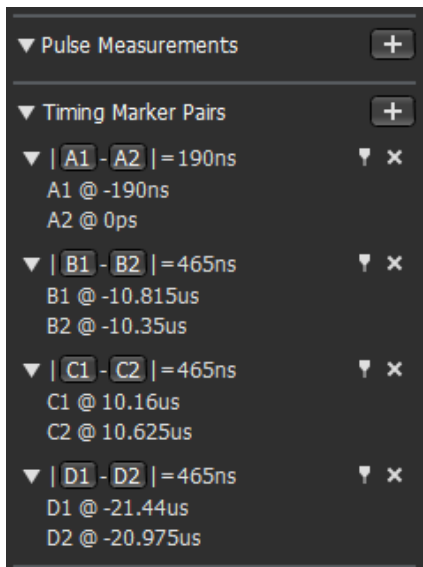 Pulse Measurements +
Timing Marker Pairs +
| A1 - A2 | = 190ns
A1 @ -190ns
A2 @ 0ps
| B1 - B2 | = 465ns
B1 @ -10.815us
B2 @ -10.35us
| C1 - C2 | = 465ns
C1 @ 10.16us
C2 @ 10.625us
| D1 - D2 | = 465ns
D1 @ -21.44us
D2 @ -20.975us